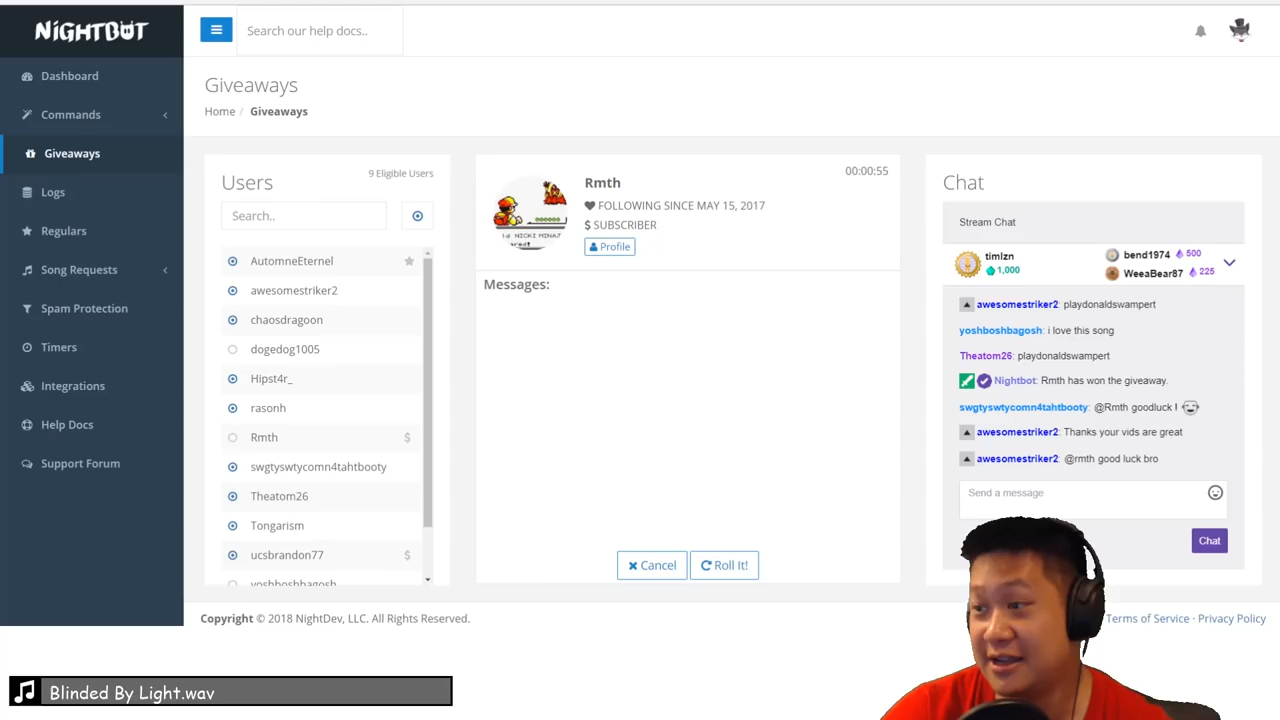 NiGHTBOT
Search our help docs..
Dashboard
Commands
Giveaways
Logs
Regulars
Song Requests
Spam Protection
Timers
Integrations
Help Docs
Support Forum
Giveaways
Home / Giveaways
Users
9 Eligible Users
Search..
AutomneEternel
awesomestriker2
chaosdragoon
dogedog1005
Hipst4r_
rasonh
Rmth $
swgtyswtycomn4tahtbooty
Theatom26
Tongarism
ucsbrandon77 $
yoshboshbagosh
Rmth
00:00:55
FOLLOWING SINCE MAY 15, 2017
$ SUBSCRIBER
Profile
Messages:
Cancel
Roll It!
Chat
Stream Chat
timlzn
1,000
bend1974 500
WeeaBear87 225
awesomestriker2: playdonaldswampert
yoshboshbagosh: i love this song
Theatom26: playdonaldswampert
Nightbot: Rmth has won the giveaway.
swgtyswtycomn4tahtbooty: @Rmth goodluck !
awesomestriker2: Thanks your vids are great
awesomestriker2: @rmth good luck bro
Send a message
Chat
Copyright © 2018 NightDev, LLC. All Rights Reserved.
Terms of Service · Privacy Policy
Blinded By Light.wav